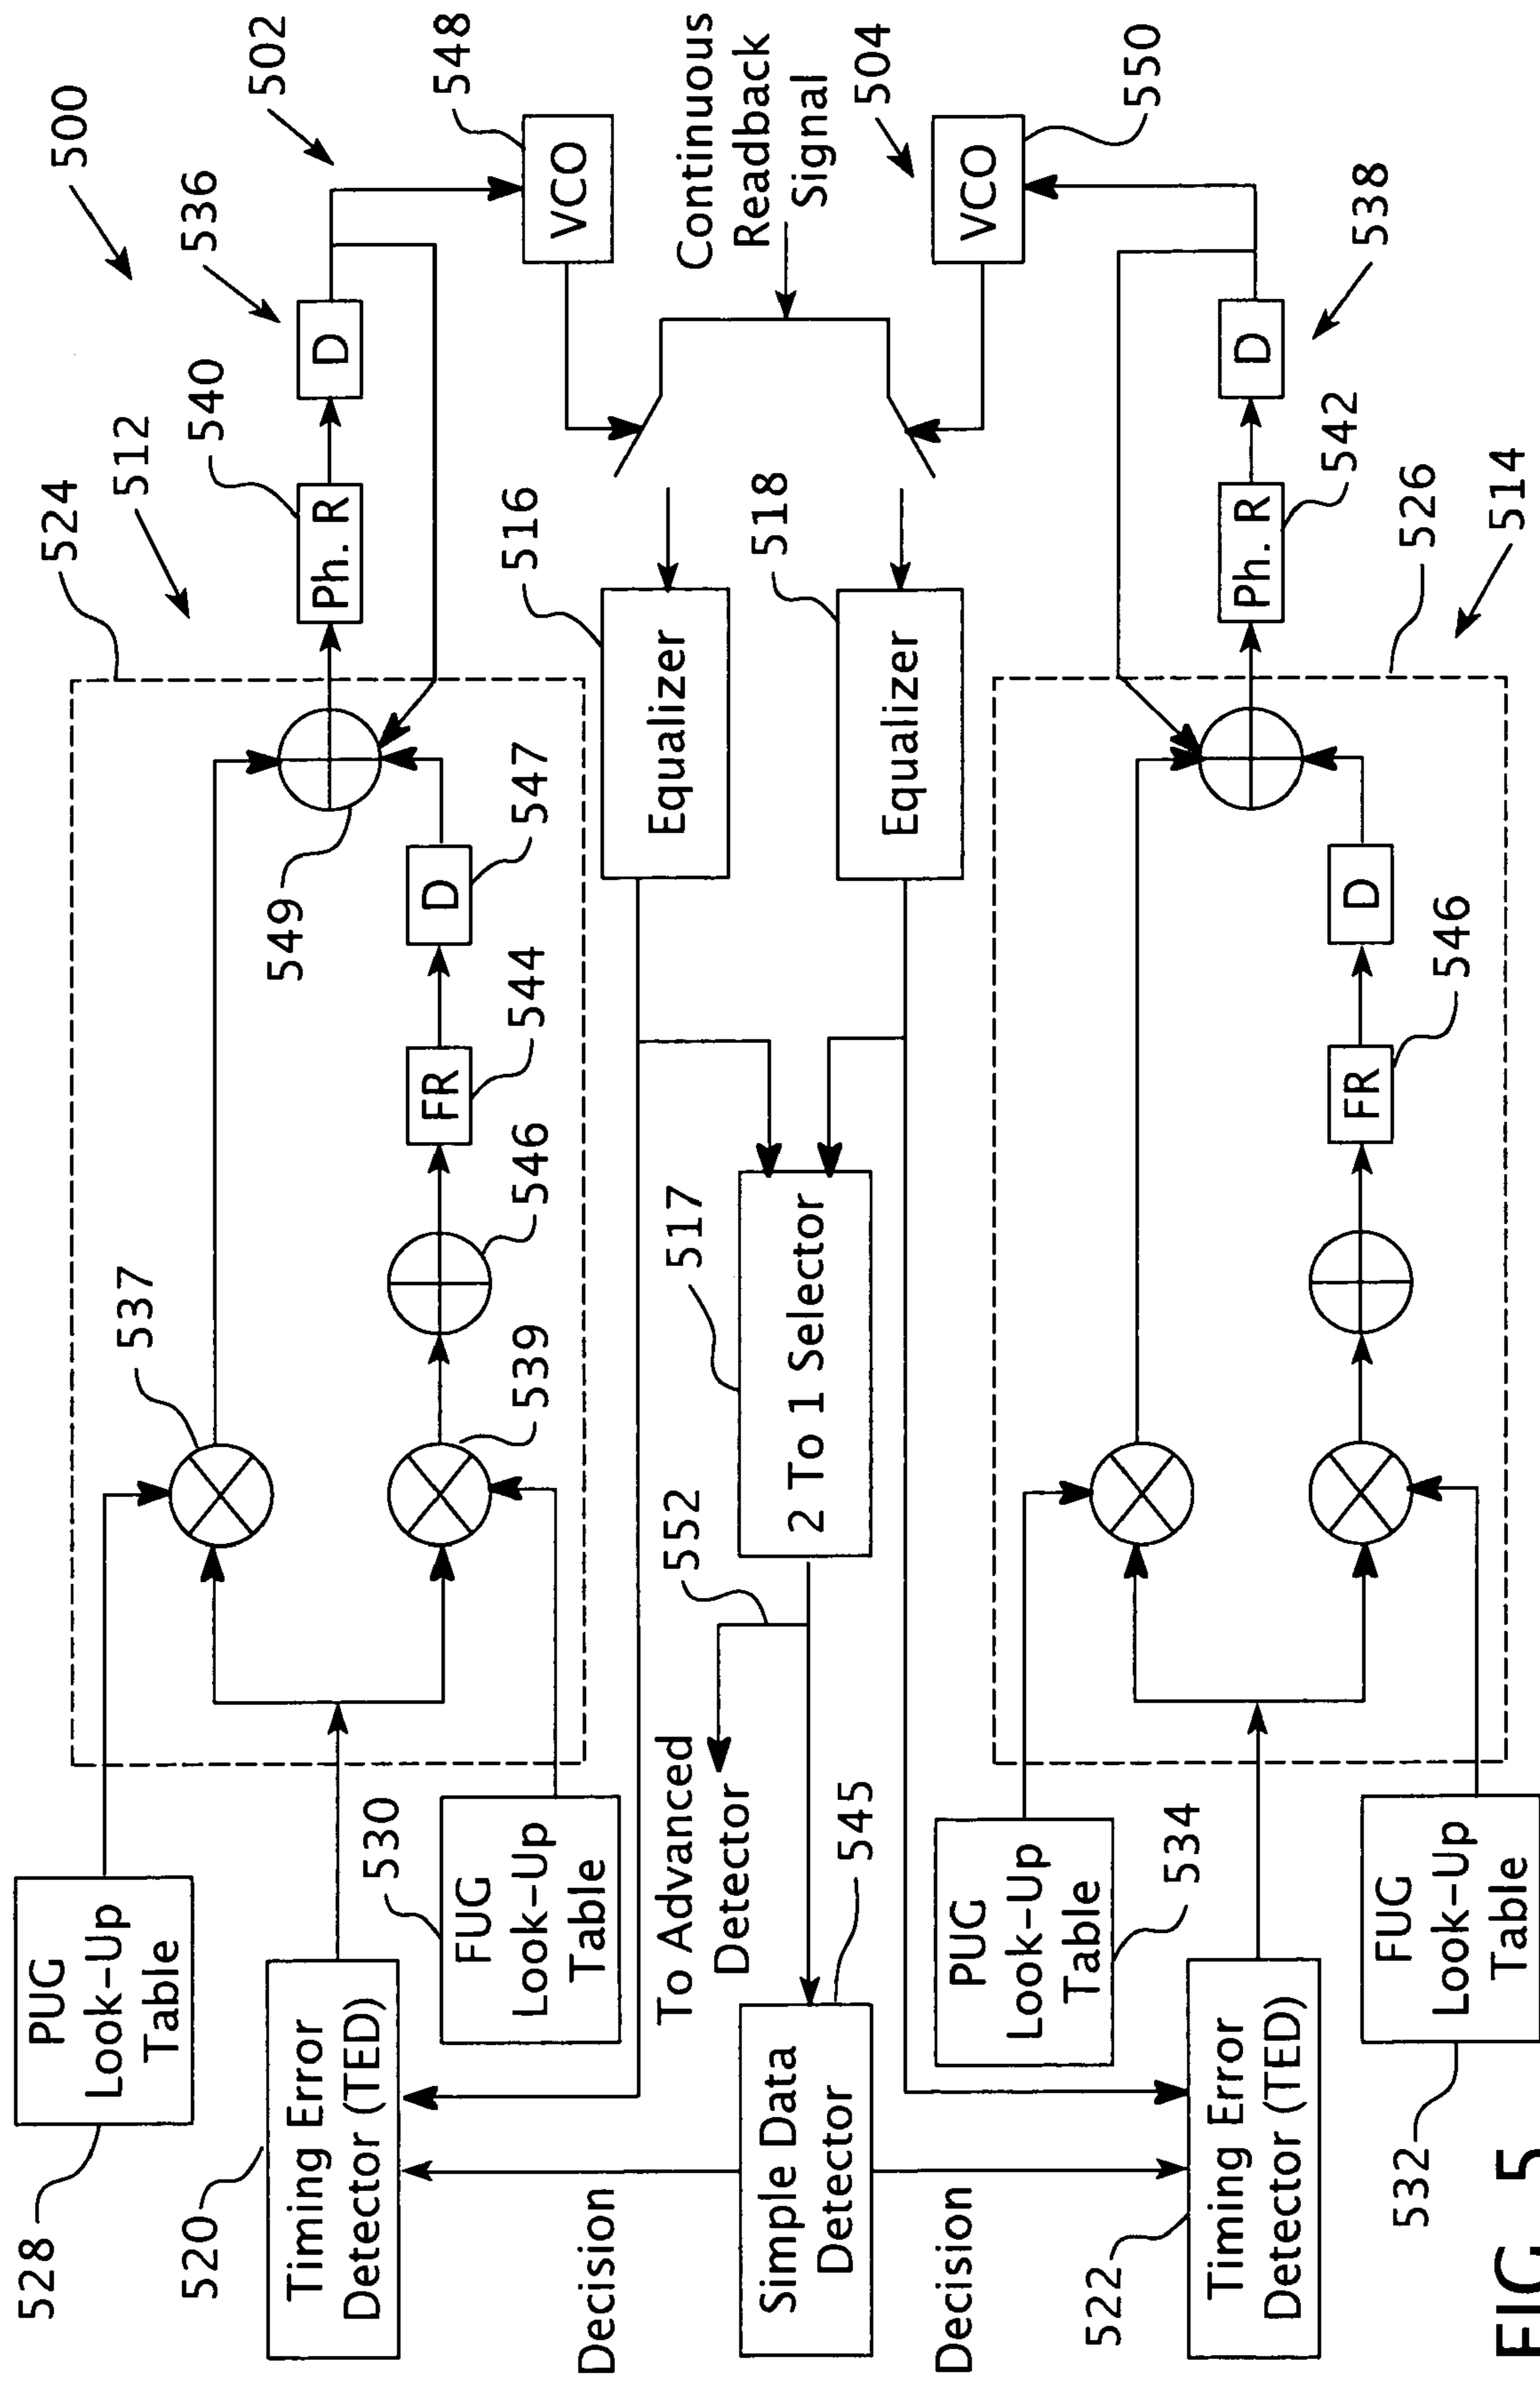 500
502
512
536
524
540
548
537
549
547
544
546
539
528
PUG
Look-Up
Table
520
Timing Error
Detector (TED)
530
FUG
Look-Up
Table
Ph. R
D
FR
D
VCO
516
Equalizer
518
Equalizer
Continuous
Readback
Signal
504
517
2 To 1 Selector
552
To Advanced
Detector
545
Simple Data
Detector
Decision
Decision
VCO
550
538
542
526
514
Ph. R
D
FR
D
546
534
PUG
Look-Up
Table
522
Timing Error
Detector (TED)
532
FUG
Look-Up
Table
FIG. 5